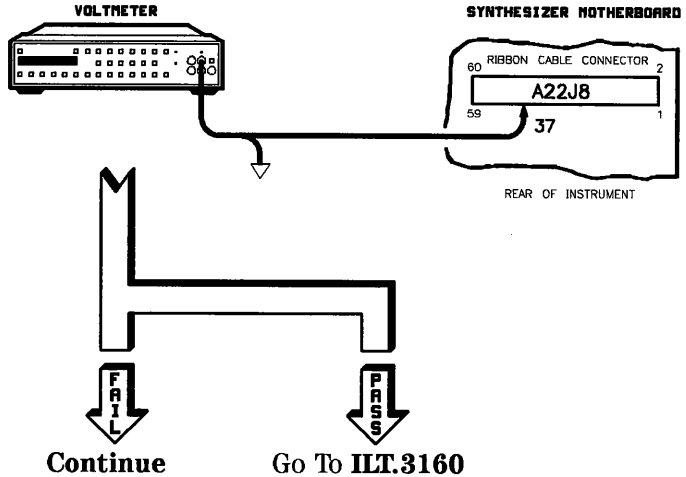 VOLTMETER
SYNTHESIZER MOTHERBOARD
60 RIBBON CABLE CONNECTOR 2
A22J8
59 1
37
REAR OF INSTRUMENT
FAIL
PASS
Continue
Go To ILT.3160